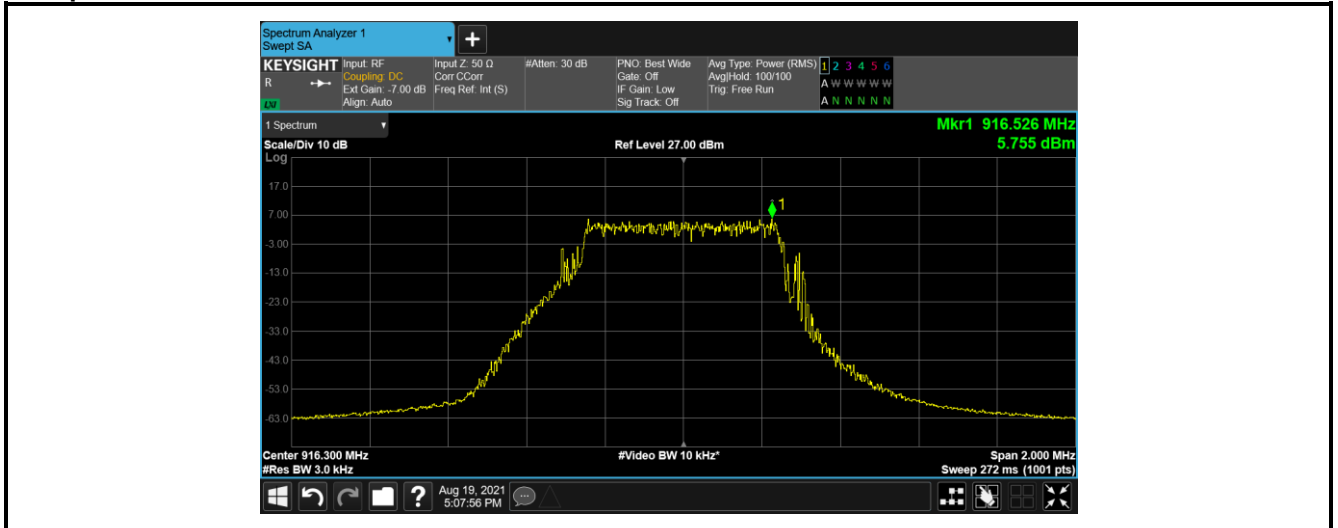 Spectrum Analyzer 1
Swept SA
+
KEYSIGHT
R
LXI
Input: RF
Coupling: DC
Ext Gain: -7.00 dB
Align: Auto
Input Z: 50 Ω
Corr CCorr
Freq Ref: Int (S)
#Atten: 30 dB
PNO: Best Wide
Gate: Off
IF Gain: Low
Sig Track: Off
Avg Type: Power (RMS)
Avg|Hold: 100/100
Trig: Free Run
1 2 3 4 5 6
A W W W W W
A N N N N N
1 Spectrum
Scale/Div 10 dB
Log
Ref Level 27.00 dBm
Mkr1 916.526 MHz
5.755 dBm
17.0
7.00
1
-3.00
-13.0
-23.0
-33.0
-43.0
-53.0
-63.0
Center 916.300 MHz
#Res BW 3.0 kHz
#Video BW 10 kHz*
Span 2.000 MHz
Sweep 272 ms (1001 pts)
?
Aug 19, 2021
5:07:56 PM